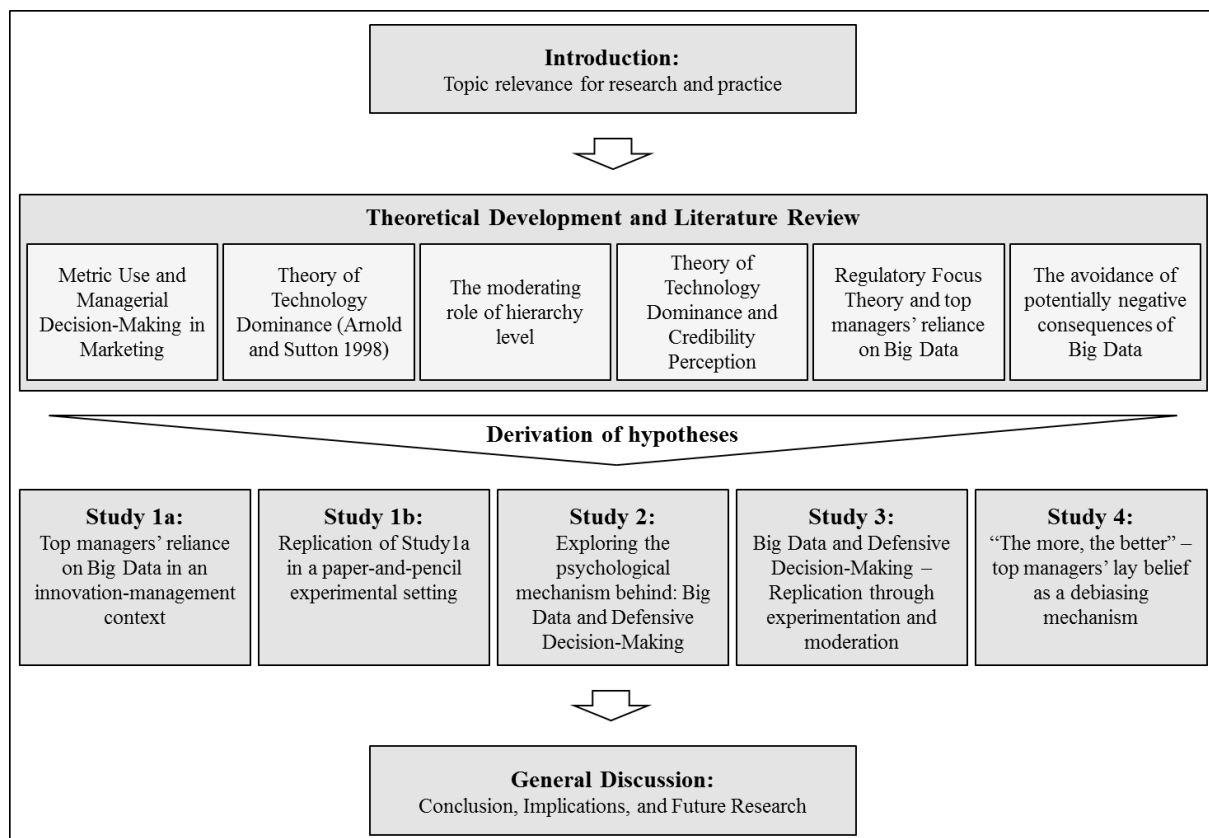 Introduction:
Topic relevance for research and practice
Theoretical Development and Literature Review
Metric Use and
Managerial
Decision-Making in
Marketing
Theory of
Technology
Dominance (Arnold
and Sutton 1998)
The moderating
role of hierarchy
level
Theory of
Technology
Dominance and
Credibility
Perception
Regulatory Focus
Theory and top
managers’ reliance
on Big Data
The avoidance of
potentially negative
consequences of
Big Data
Derivation of hypotheses
Study 1a:
Top managers’ reliance
on Big Data in an
innovation-management
context
Study 1b:
Replication of Study1a
in a paper-and-pencil
experimental setting
Study 2:
Exploring the
psychological
mechanism behind: Big
Data and Defensive
Decision-Making
Study 3:
Big Data and Defensive
Decision-Making –
Replication through
experimentation and
moderation
Study 4:
“The more, the better” –
top managers’ lay belief
as a debiasing
mechanism
General Discussion:
Conclusion, Implications, and Future Research